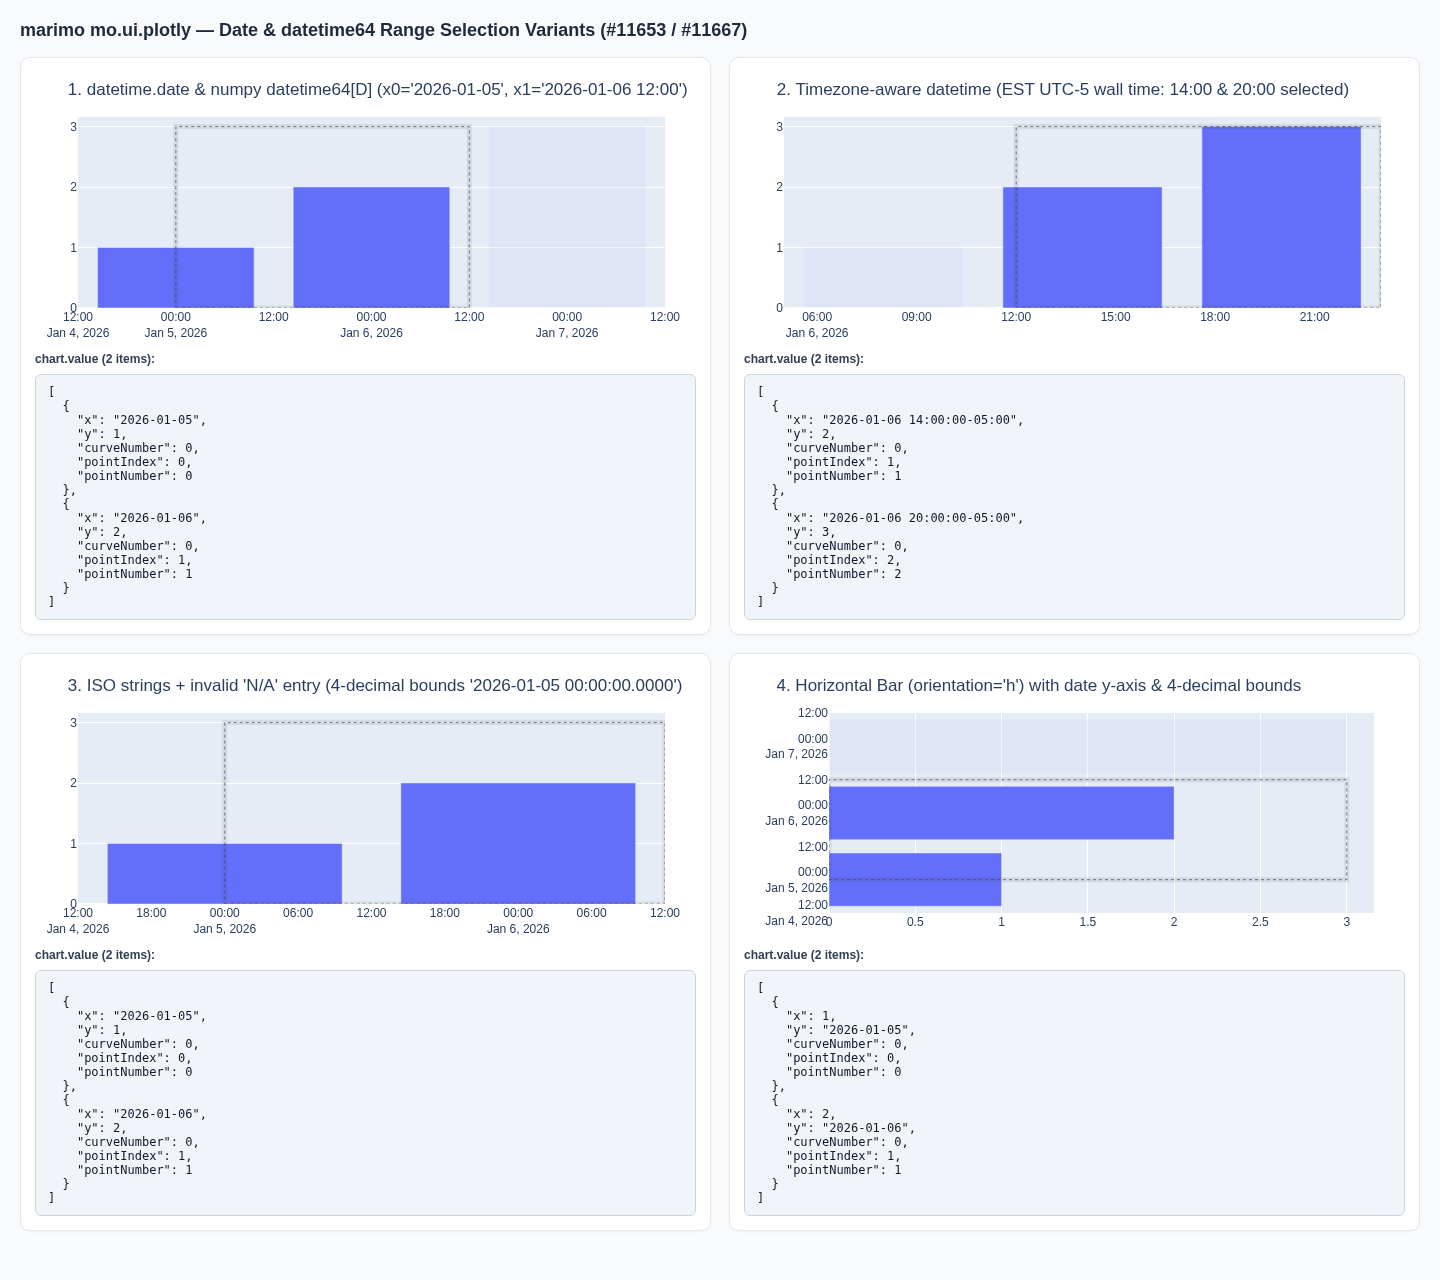 marimo mo.ui.plotly — Date & datetime64 Range Selection Variants (#11653 / #11667)
1. datetime.date & numpy datetime64[D] (x0='2026-01-05', x1='2026-01-06 12:00')
3
2
1
0
12:00 00:00 12:00 00:00 12:00 00:00 12:00
Jan 4, 2026 Jan 5, 2026 Jan 6, 2026 Jan 7, 2026
chart.value (2 items):
[
  {
    "x": "2026-01-05",
    "y": 1,
    "curveNumber": 0,
    "pointIndex": 0,
    "pointNumber": 0
  },
  {
    "x": "2026-01-06",
    "y": 2,
    "curveNumber": 0,
    "pointIndex": 1,
    "pointNumber": 1
  }
]
2. Timezone-aware datetime (EST UTC-5 wall time: 14:00 & 20:00 selected)
3
2
1
0
06:00 09:00 12:00 15:00 18:00 21:00
Jan 6, 2026
chart.value (2 items):
[
  {
    "x": "2026-01-06 14:00:00-05:00",
    "y": 2,
    "curveNumber": 0,
    "pointIndex": 1,
    "pointNumber": 1
  },
  {
    "x": "2026-01-06 20:00:00-05:00",
    "y": 3,
    "curveNumber": 0,
    "pointIndex": 2,
    "pointNumber": 2
  }
]
3. ISO strings + invalid 'N/A' entry (4-decimal bounds '2026-01-05 00:00:00.0000')
3
2
1
0
12:00 18:00 00:00 06:00 12:00 18:00 00:00 06:00 12:00
Jan 4, 2026 Jan 5, 2026 Jan 6, 2026
chart.value (2 items):
[
  {
    "x": "2026-01-05",
    "y": 1,
    "curveNumber": 0,
    "pointIndex": 0,
    "pointNumber": 0
  },
  {
    "x": "2026-01-06",
    "y": 2,
    "curveNumber": 0,
    "pointIndex": 1,
    "pointNumber": 1
  }
]
4. Horizontal Bar (orientation='h') with date y-axis & 4-decimal bounds
12:00
00:00
Jan 7, 2026
12:00
00:00
Jan 6, 2026
12:00
00:00
Jan 5, 2026
12:00
Jan 4, 2026
0 0.5 1 1.5 2 2.5 3
chart.value (2 items):
[
  {
    "x": 1,
    "y": "2026-01-05",
    "curveNumber": 0,
    "pointIndex": 0,
    "pointNumber": 0
  },
  {
    "x": 2,
    "y": "2026-01-06",
    "curveNumber": 0,
    "pointIndex": 1,
    "pointNumber": 1
  }
]